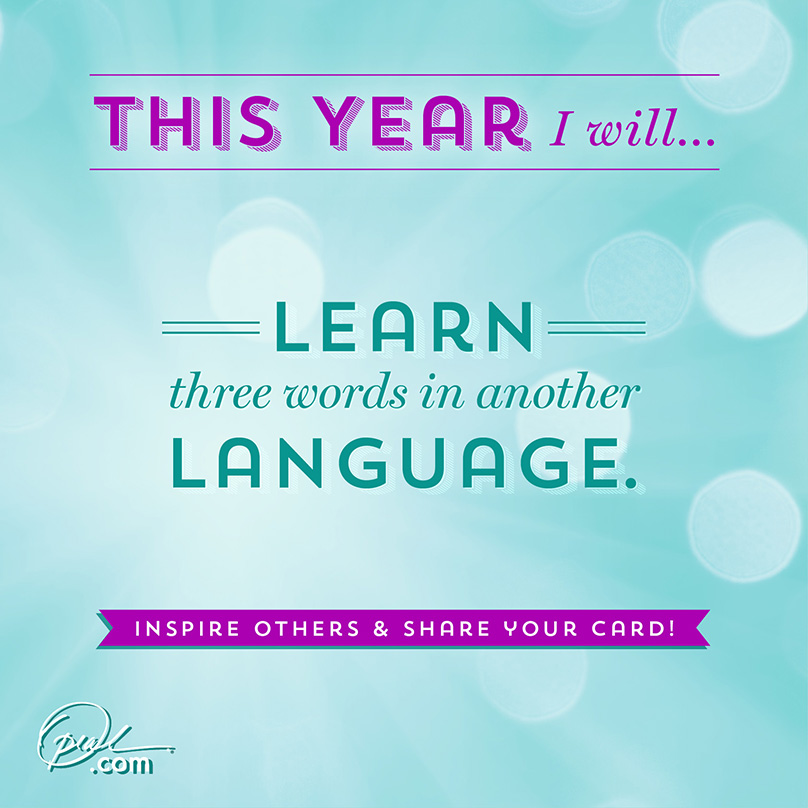 THIS YEAR I will...
LEARN
three words in another
LANGUAGE.
INSPIRE OTHERS & SHARE YOUR CARD!
Oprah
.com